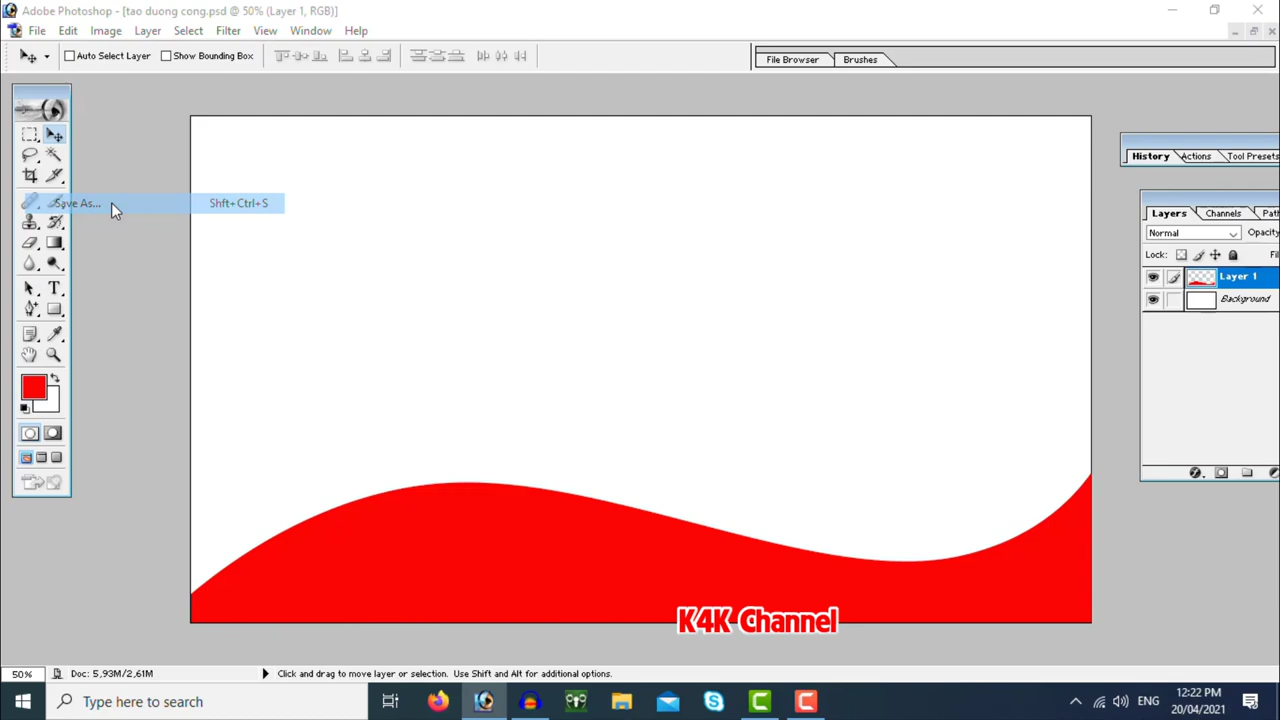 Adobe Photoshop - [tao duong cong.psd @ 50% (Layer 1, RGB)]
File Edit Image Layer Select Filter View Window Help
Auto Select Layer Show Bounding Box
File Browser Brushes
History Actions Tool Presets
Save As... Shft+Ctrl+S
Layers Channels Pat
Normal Opacity
Lock: Fil
Layer 1
Background
T
K4K Channel
50% Doc: 5,93M/2,61M Click and drag to move layer or selection. Use Shift and Alt for additional options.
Type here to search
ENG
12:22 PM
20/04/2021